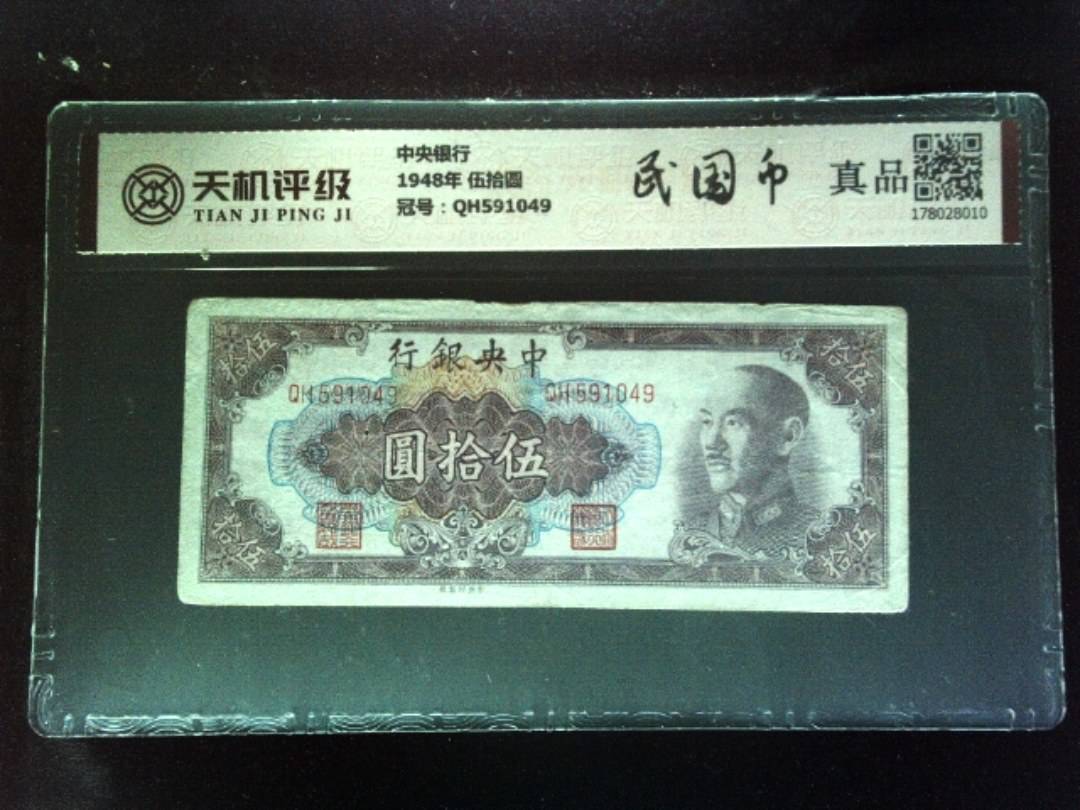 天机评级
TIAN JI PING JI
中央银行
1948年 伍拾圆
冠号：QH591049
民国币
真品
178028010
伍拾
伍拾
行銀央中
QH591049
QH591049
圓拾伍
伍拾
伍拾